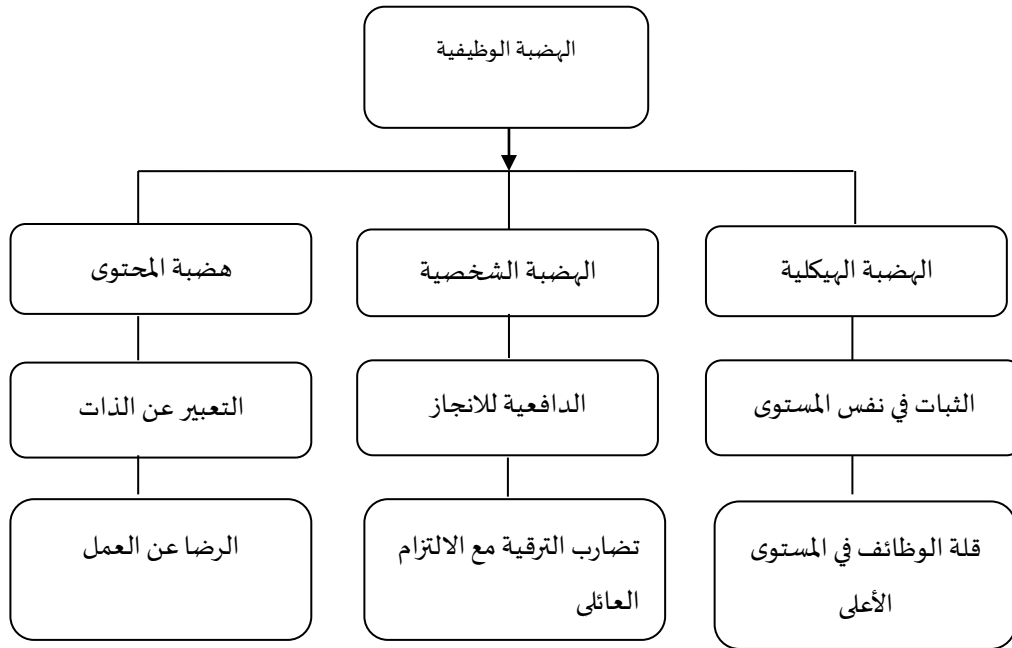 الهضبة الوظيفية
الهضبة الهيكلية
الهضبة الشخصية
هضبة المحتوى
الثبات في نفس المستوى
الدافعية للانجاز
التعبير عن الذات
قلة الوظائف في المستوى
الأعلى
تضارب الترقية مع الالتزام
العائلى
الرضا عن العمل